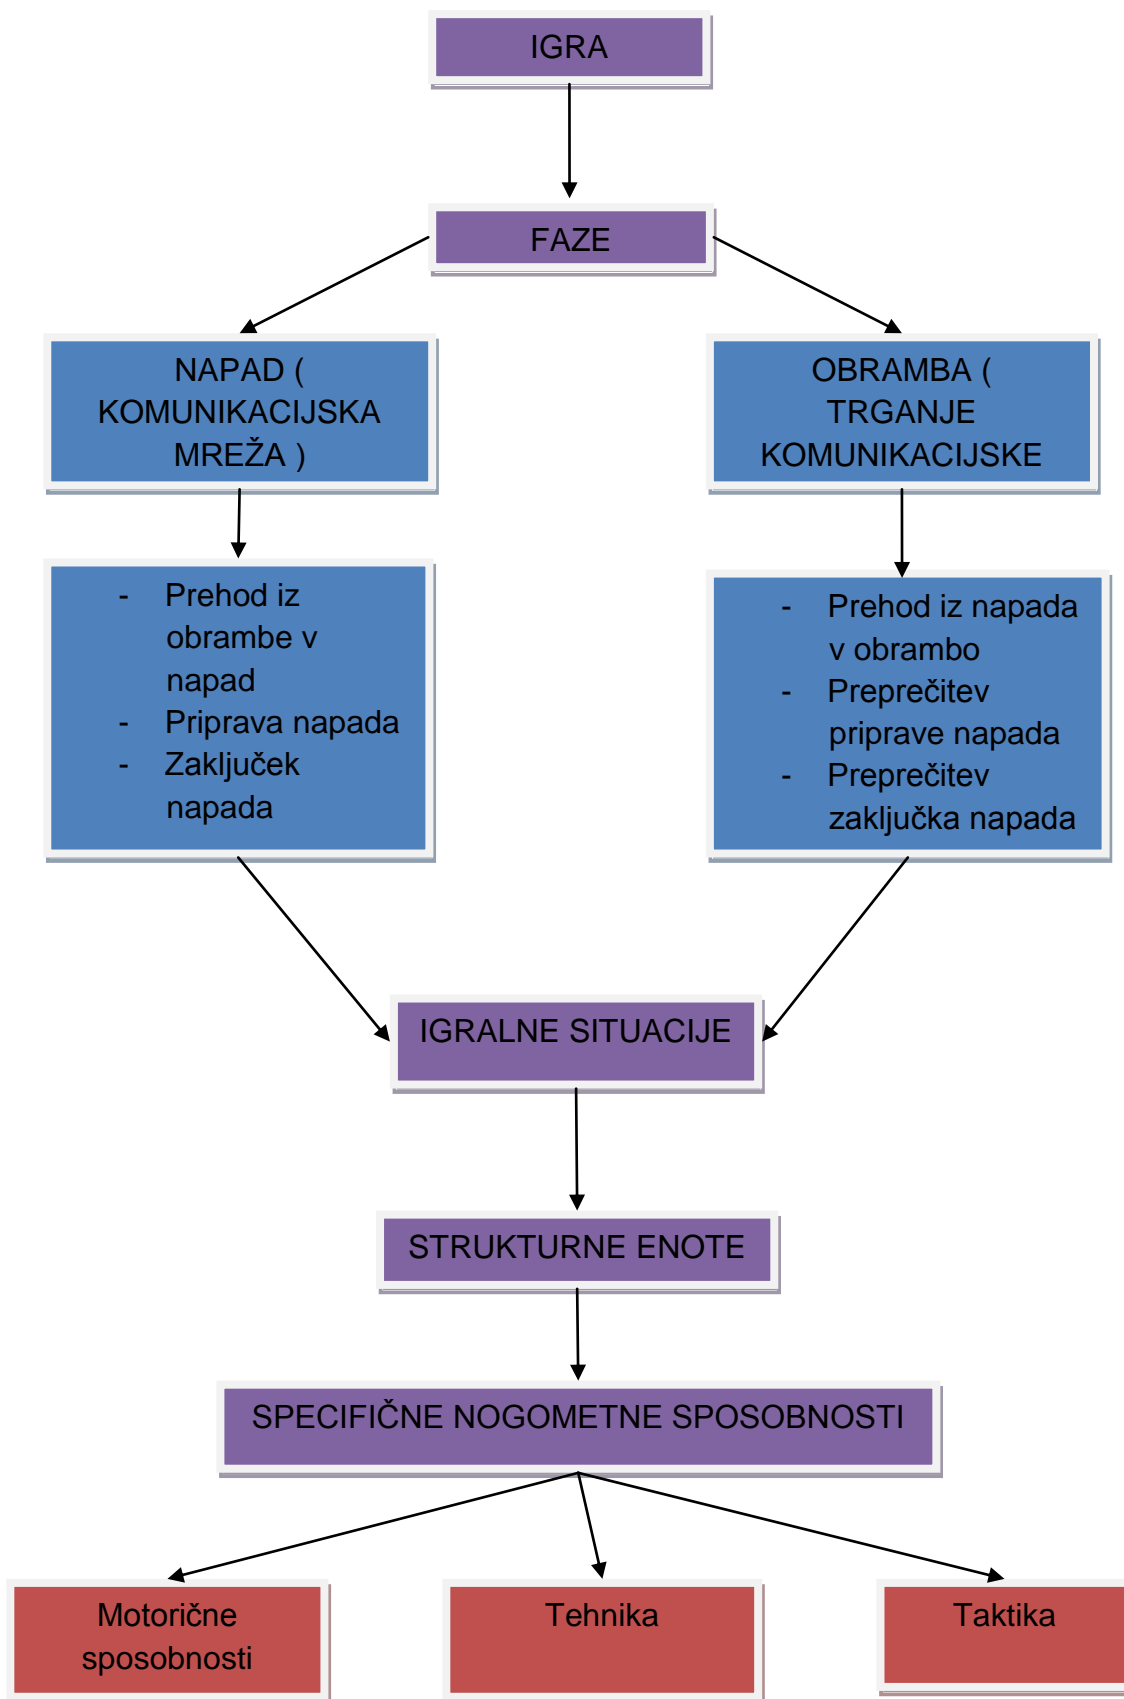 IGRA
FAZE
NAPAD (
KOMUNIKACIJSKA
MREŽA )
OBRAMBA (
TRGANJE
KOMUNIKACIJSKE
- Prehod iz
obrambe v
napad
- Priprava napada
- Zaključek
napada
- Prehod iz napada
v obrambo
- Preprečitev
priprave napada
- Preprečitev
zaključka napada
IGRALNE SITUACIJE
STRUKTURNE ENOTE
SPECIFIČNE NOGOMETNE SPOSOBNOSTI
Motorične
sposobnosti
Tehnika
Taktika